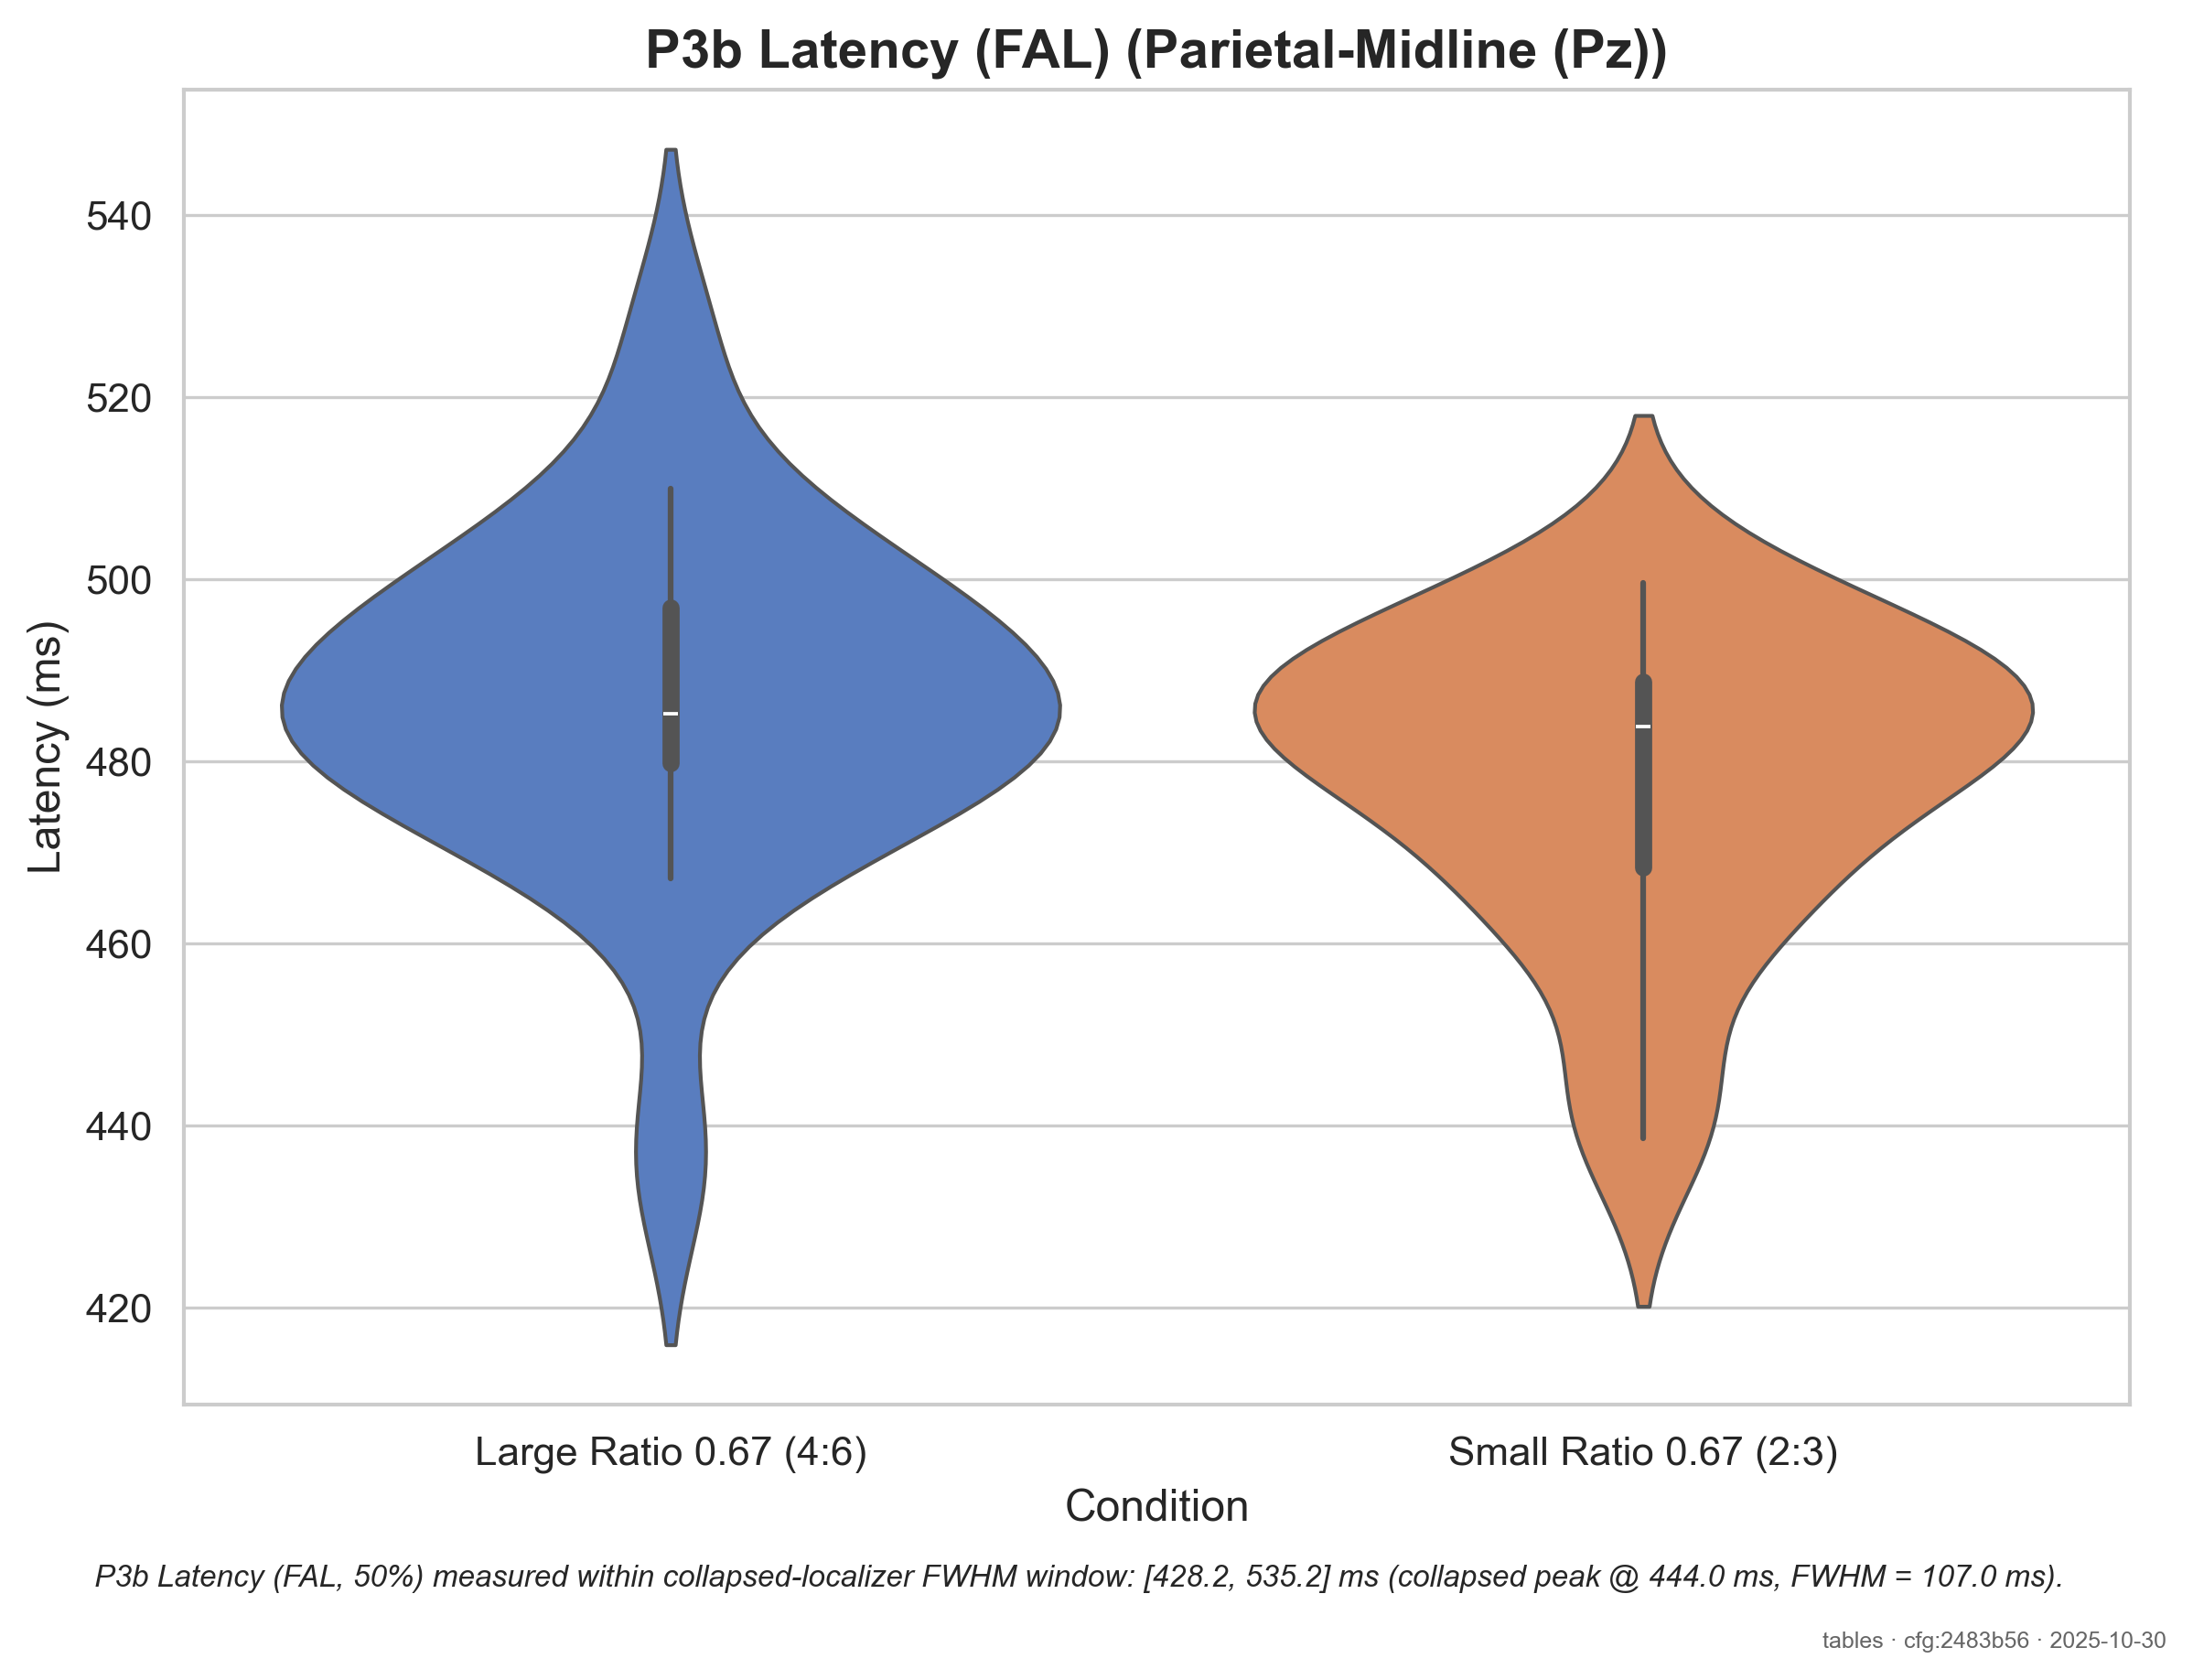 P3b Latency (FAL) (Parietal-Midline (Pz))
Latency (ms)
540
520
500
480
460
440
420
Large Ratio 0.67 (4:6)
Small Ratio 0.67 (2:3)
Condition
P3b Latency (FAL, 50%) measured within collapsed-localizer FWHM window: [428.2, 535.2] ms (collapsed peak @ 444.0 ms, FWHM = 107.0 ms).
tables · cfg:2483b56 · 2025-10-30